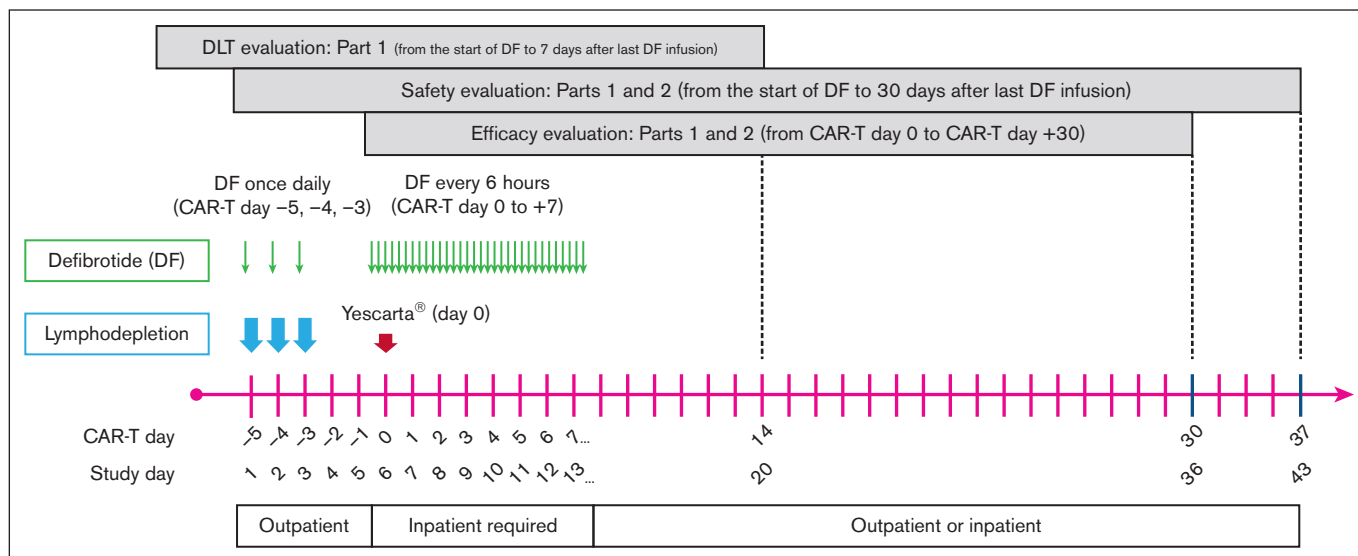 DLT evaluation: Part 1 (from the start of DF to 7 days after last DF infusion)
Safety evaluation: Parts 1 and 2 (from the start of DF to 30 days after last DF infusion)
Efficacy evaluation: Parts 1 and 2 (from CAR-T day 0 to CAR-T day +30)
DF once daily
(CAR-T day –5, –4, –3)
DF every 6 hours
(CAR-T day 0 to +7)
Defibrotide (DF)
Yescarta® (day 0)
Lymphodepletion
CAR-T day –5 –4 –3 –2 –1 0 1 2 3 4 5 6 7... 14 30 37
Study day 1 2 3 4 5 6 7 8 9 10 11 12 13... 20 36 43
Outpatient Inpatient required Outpatient or inpatient